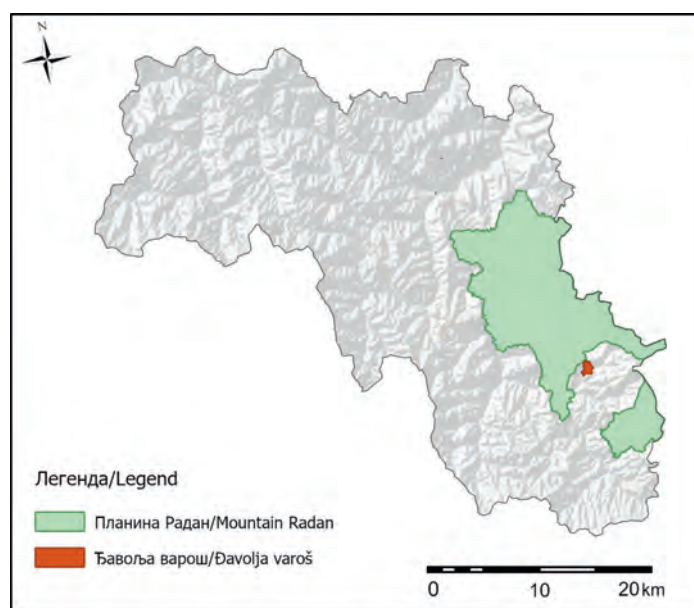 N
Легенда/Legend
Планина Радан/Mountain Radan
Ђавоља варош/Đavolja varoš
0 10 20 km